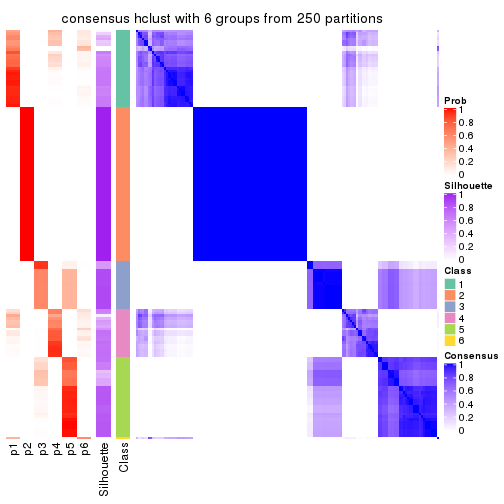 consensus hclust with 6 groups from 250 partitions
Prob
1
0.8
0.6
0.4
0.2
0
Silhouette
1
0.8
0.6
0.4
0.2
0
Class
1
2
3
4
5
6
Consensus
1
0.8
0.6
0.4
0.2
0
p1
p2
p3
p4
p5
p6
Silhouette
Class